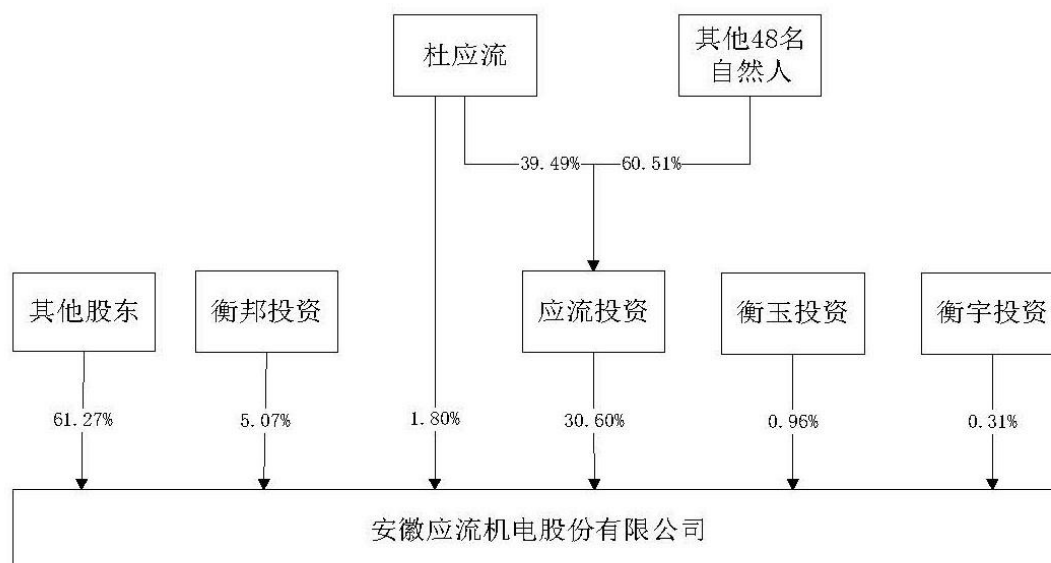 杜应流
其他48名
自然人
39.49%
60.51%
其他股东
衡邦投资
应流投资
衡玉投资
衡宇投资
61.27%
5.07%
1.80%
30.60%
0.96%
0.31%
安徽应流机电股份有限公司